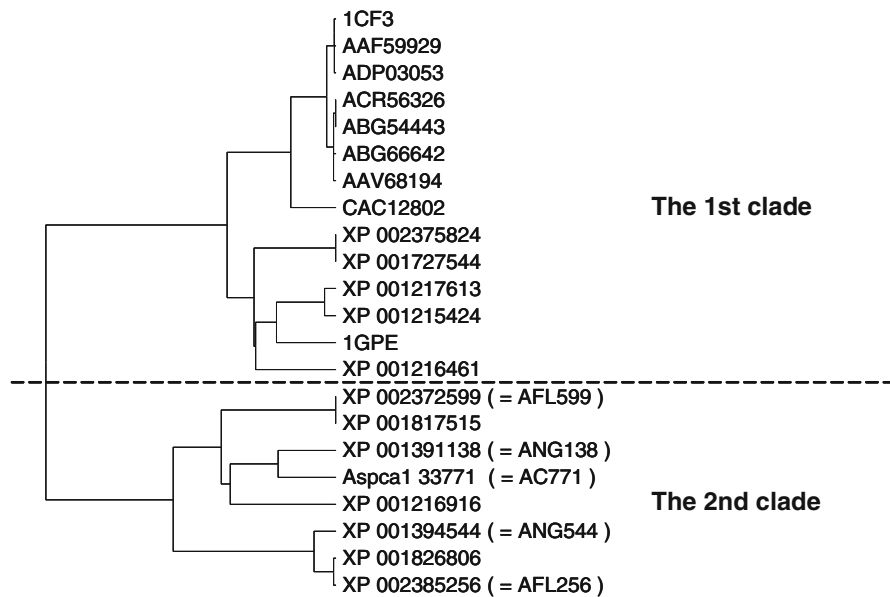 1CF3
AAF59929
ADP03053
ACR56326
ABG54443
ABG66642
AAV68194
CAC12802
The 1st clade
XP 002375824
XP 001727544
XP 001217613
XP 001215424
1GPE
XP 001216461
XP 002372599 ( = AFL599 )
XP 001817515
XP 001391138 ( = ANG138 )
Aspca1 33771 ( = AC771 )
XP 001216916
The 2nd clade
XP 001394544 ( = ANG544 )
XP 001826806
XP 002385256 ( = AFL256 )